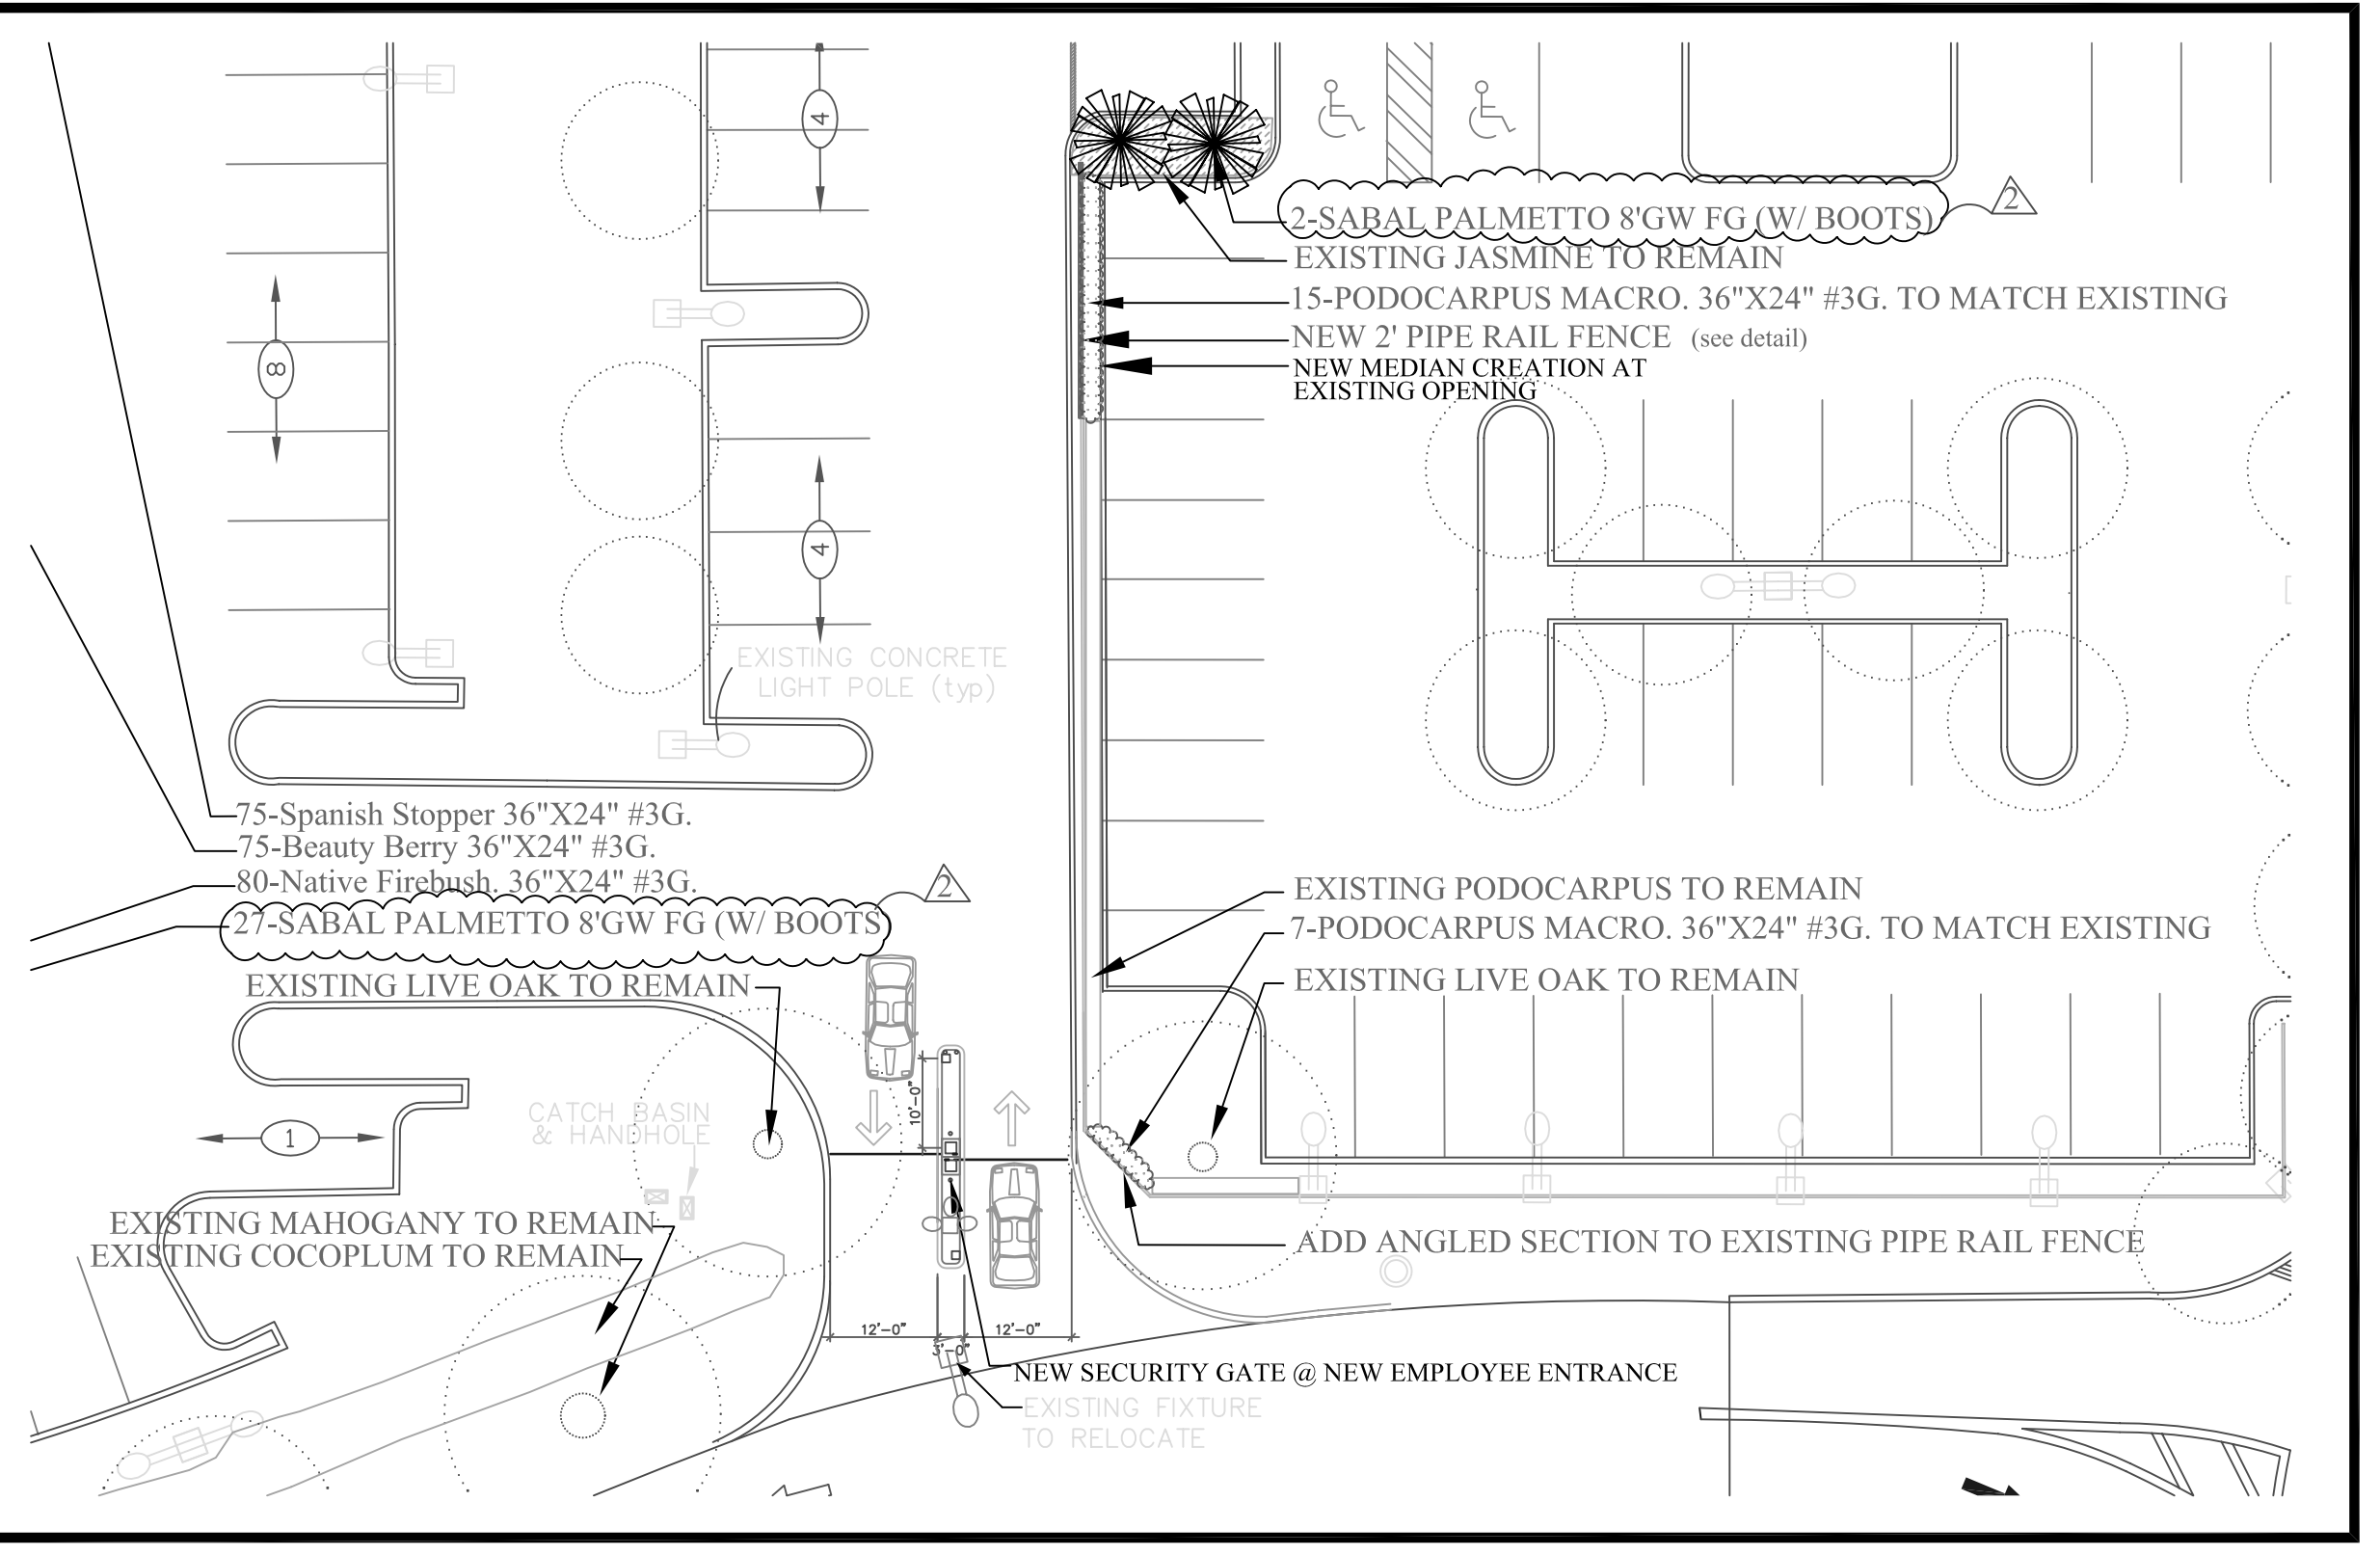 4
2-SABAL PALMETTO 8'GW FG (W/ BOOTS)
2
EXISTING JASMINE TO REMAIN
15-PODOCARPUS MACRO. 36"X24" #3G. TO MATCH EXISTING
NEW 2' PIPE RAIL FENCE (see detail)
NEW MEDIAN CREATION AT
EXISTING OPENING
8
4
EXISTING CONCRETE
LIGHT POLE (typ)
75-Spanish Stopper 36"X24" #3G.
75-Beauty Berry 36"X24" #3G.
80-Native Firebush. 36"X24" #3G.
27-SABAL PALMETTO 8'GW FG (W/ BOOTS)
2
EXISTING LIVE OAK TO REMAIN
EXISTING PODOCARPUS TO REMAIN
7-PODOCARPUS MACRO. 36"X24" #3G. TO MATCH EXISTING
EXISTING LIVE OAK TO REMAIN
10'-0"
CATCH BASIN
& HANDHOLE
1
EXISTING MAHOGANY TO REMAIN
EXISTING COCOPLUM TO REMAIN
ADD ANGLED SECTION TO EXISTING PIPE RAIL FENCE
12'-0"
12'-0"
3'-0"
NEW SECURITY GATE @ NEW EMPLOYEE ENTRANCE
EXISTING FIXTURE
TO RELOCATE